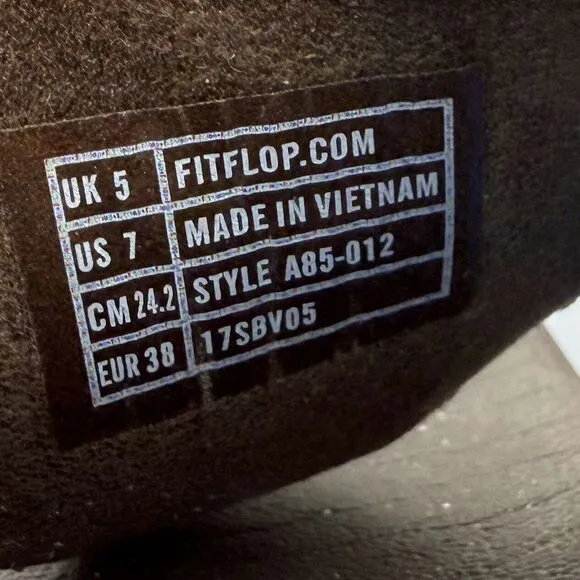 UK 5 FITFLOP.COM
US 7 MADE IN VIETNAM
CM 24.2 STYLE A85-012
EUR 38 17SBV05